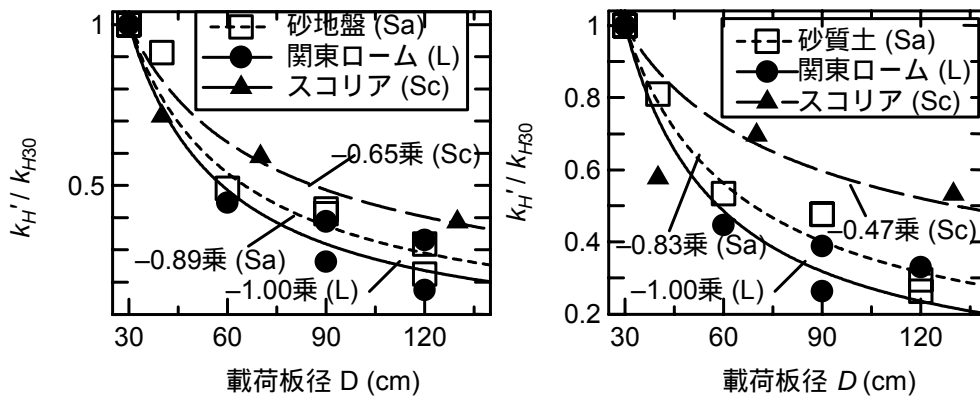 1
砂地盤 (Sa)
関東ローム (L)
スコリア (Sc)
–0.65乗 (Sc)
0.5
–0.89乗 (Sa)
–1.00乗 (L)
kH' / kH30
30 60 90 120
載荷板径 D (cm)
1
砂質土 (Sa)
関東ローム (L)
スコリア (Sc)
0.8
0.6
0.4
0.2
–0.83乗 (Sa)
–0.47乗 (Sc)
–1.00乗 (L)
kH' / kH30
30 60 90 120
載荷板径 D (cm)